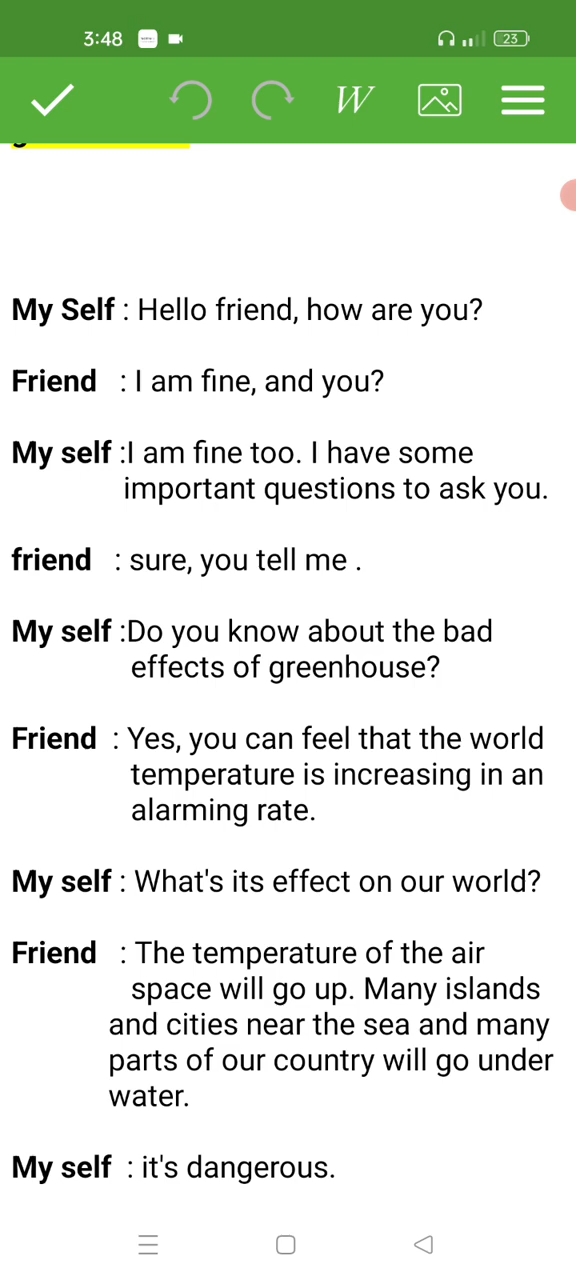 3:48
23
W
My Self : Hello friend, how are you?
Friend : I am fine, and you?
My self :I am fine too. I have some
important questions to ask you.
friend : sure, you tell me .
My self :Do you know about the bad
effects of greenhouse?
Friend : Yes, you can feel that the world
temperature is increasing in an
alarming rate.
My self : What's its effect on our world?
Friend : The temperature of the air
space will go up. Many islands
and cities near the sea and many
parts of our country will go under
water.
My self : it's dangerous.